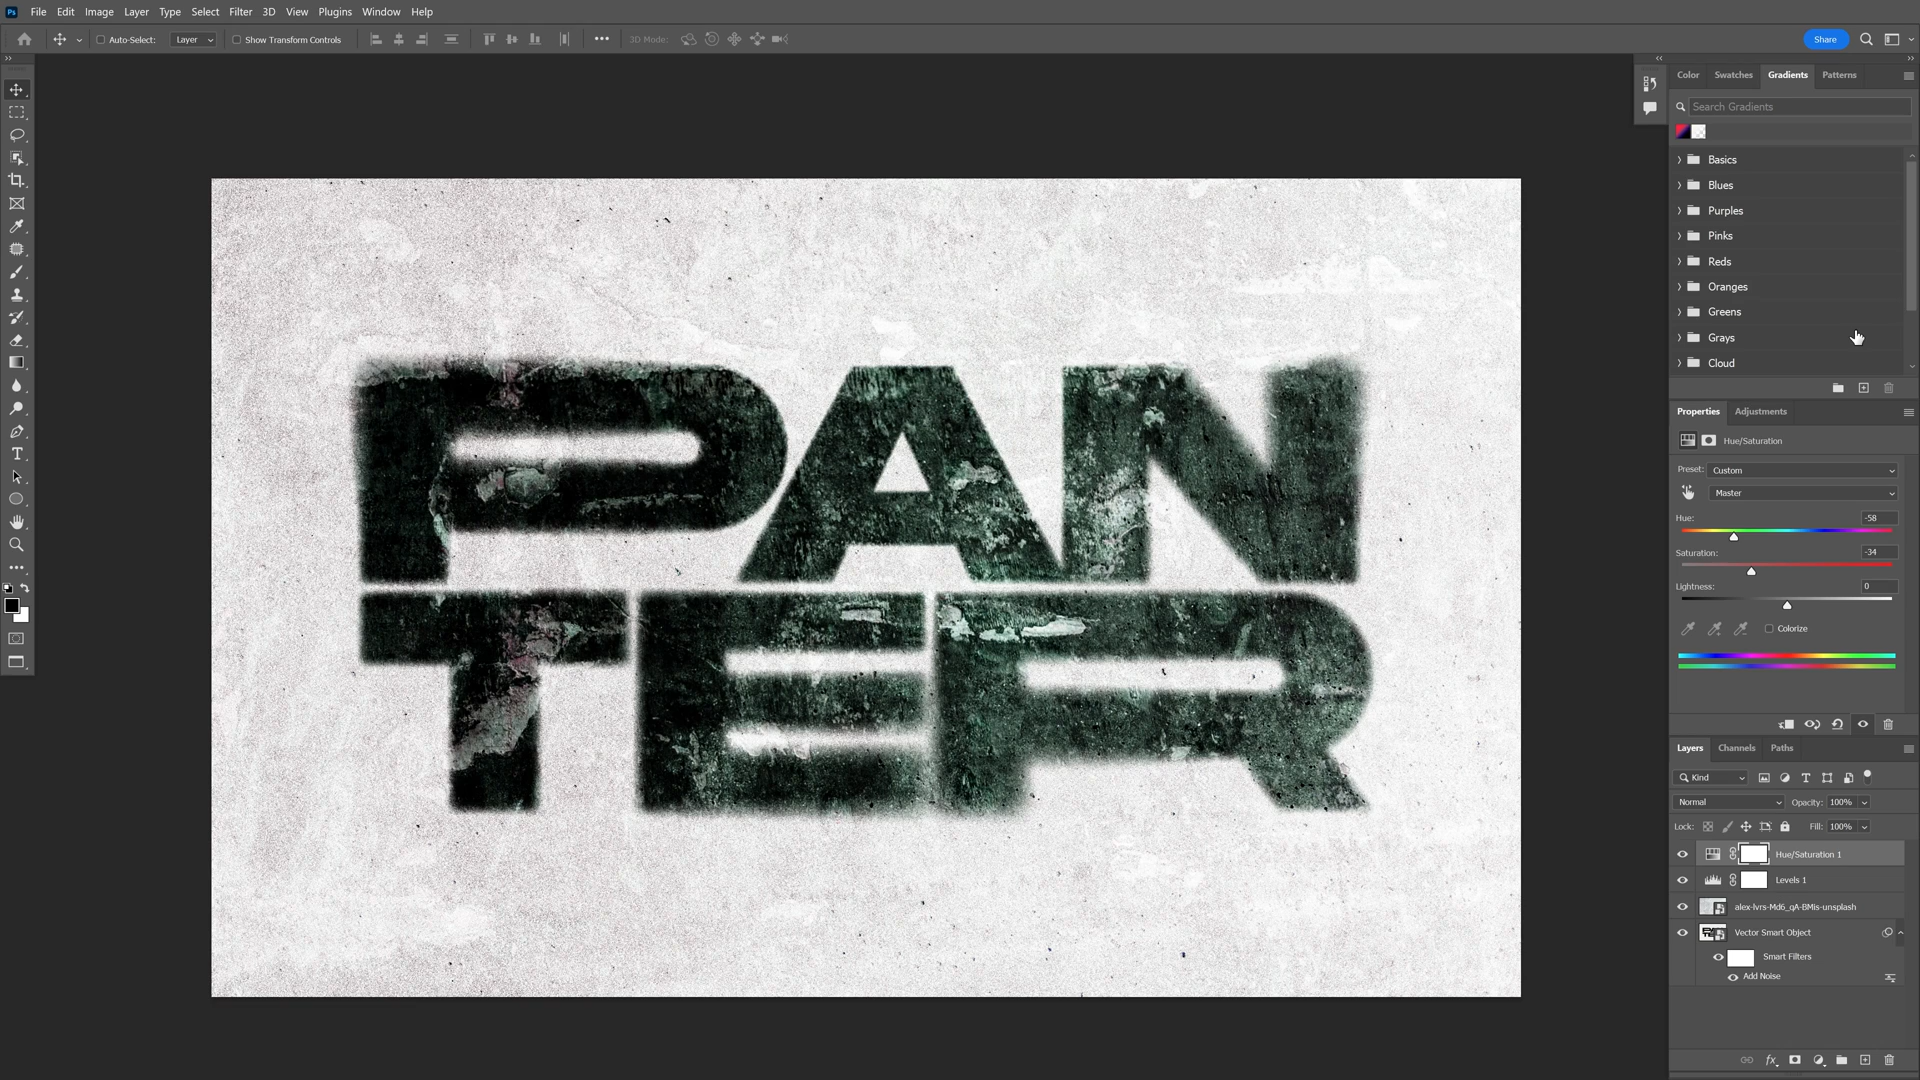 Ps File Edit Image Layer Type Select Filter 3D View Plugins Window Help
Auto-Select: Layer Show Transform Controls 3D Mode: Share
Color Swatches Gradients Patterns
Search Gradients
Basics
Blues
Purples
Pinks
Reds
Oranges
Greens
Grays
Cloud
PAN
TER
Properties Adjustments
Hue/Saturation
Preset: Custom
Master
Hue: -58
Saturation: -34
Lightness: 0
Colorize
Layers Channels Paths
Kind
Normal Opacity: 100%
Lock: Fill: 100%
Hue/Saturation 1
Levels 1
alex-lvrs-Md6_qA-BMis-unsplash
Vector Smart Object
Smart Filters
Add Noise
fx